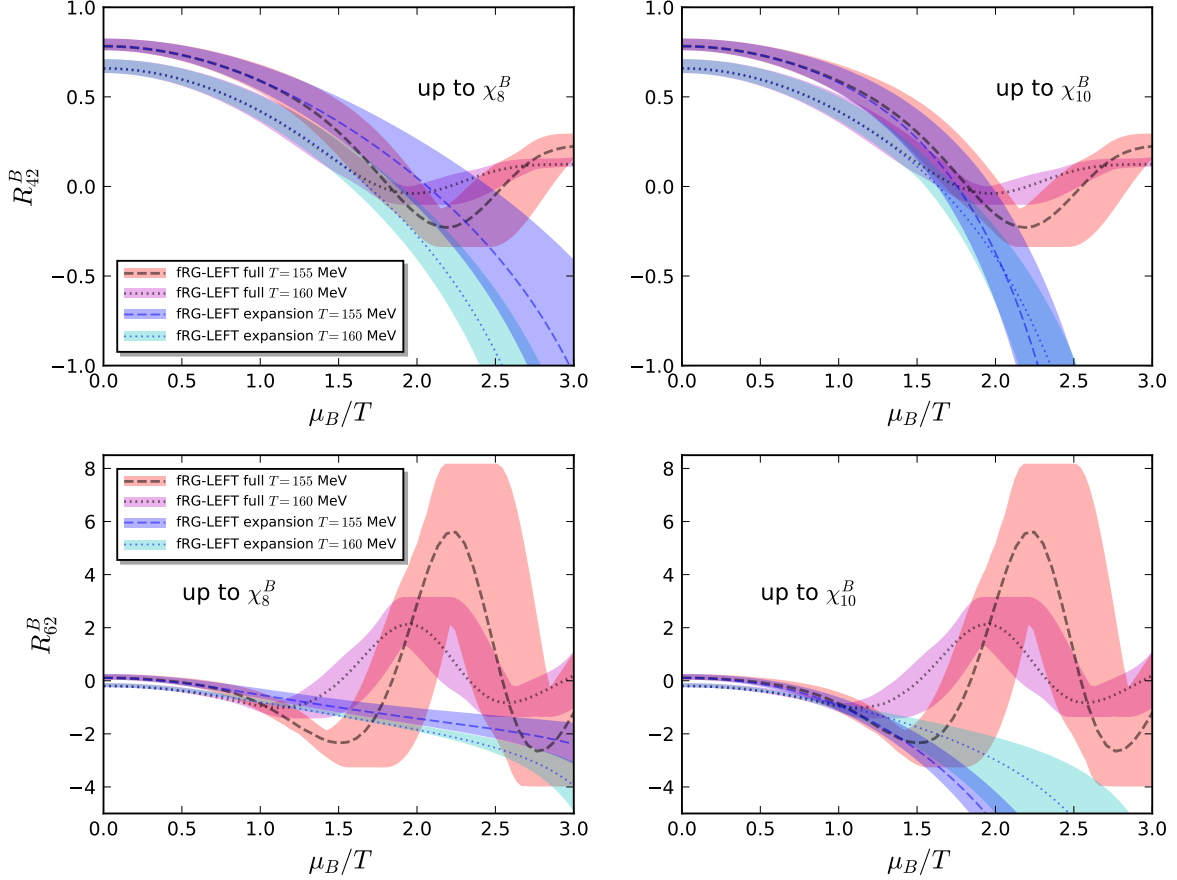 1.0
0.5
0.0
−0.5
−1.0
R^B_42
up to χ^B_8
fRG-LEFT full T = 155 MeV
fRG-LEFT full T = 160 MeV
fRG-LEFT expansion T = 155 MeV
fRG-LEFT expansion T = 160 MeV
0.0 0.5 1.0 1.5 2.0 2.5 3.0
μ_B/T
1.0
0.5
0.0
−0.5
−1.0
up to χ^B_10
0.0 0.5 1.0 1.5 2.0 2.5 3.0
μ_B/T
8
6
4
2
0
−2
−4
R^B_62
fRG-LEFT full T = 155 MeV
fRG-LEFT full T = 160 MeV
fRG-LEFT expansion T = 155 MeV
fRG-LEFT expansion T = 160 MeV
up to χ^B_8
0.0 0.5 1.0 1.5 2.0 2.5 3.0
μ_B/T
8
6
4
2
0
−2
−4
up to χ^B_10
0.0 0.5 1.0 1.5 2.0 2.5 3.0
μ_B/T